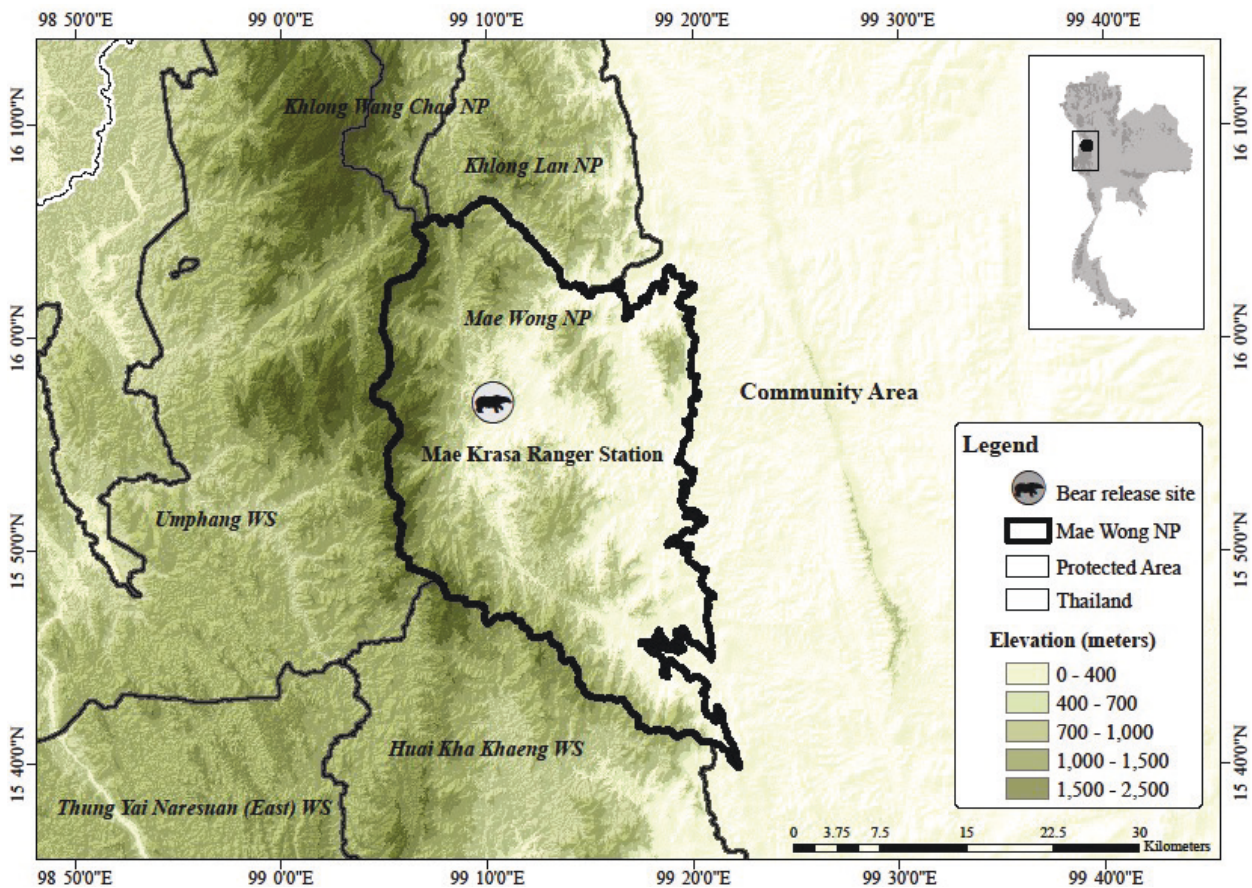 98 50'0"E 99 0'0"E 99 10'0"E 99 20'0"E 99 30'0"E 99 40'0"E
16 10'0"N 16 10'0"N
Khlong Wang Chao NP
Khlong Lan NP
16 0'0"N 16 0'0"N
Mae Wong NP
Community Area
Mae Krasa Ranger Station
Umphang WS
15 50'0"N 15 50'0"N
Huai Kha Khaeng WS
15 40'0"N 15 40'0"N
Thung Yai Naresuan (East) WS
Legend
Bear release site
Mae Wong NP
Protected Area
Thailand
Elevation (meters)
0 - 400
400 - 700
700 - 1,000
1,000 - 1,500
1,500 - 2,500
0 3.75 7.5 15 22.5 30
Kilometers
98 50'0"E 99 0'0"E 99 10'0"E 99 20'0"E 99 30'0"E 99 40'0"E